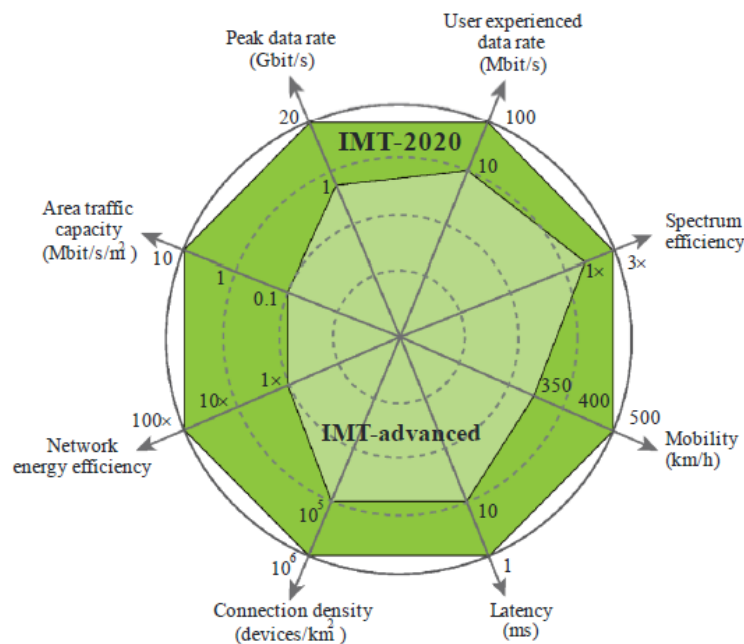 User experienced
data rate
(Mbit/s)
Peak data rate
(Gbit/s)
20
100
IMT-2020
1
10
Area traffic
capacity
(Mbit/s/m²)
Spectrum
efficiency
10
1
0.1
1×
3×
1×
10×
100×
350
400
500
Network
energy efficiency
IMT-advanced
Mobility
(km/h)
10⁵
10
10⁶
1
Connection density
(devices/km²)
Latency
(ms)